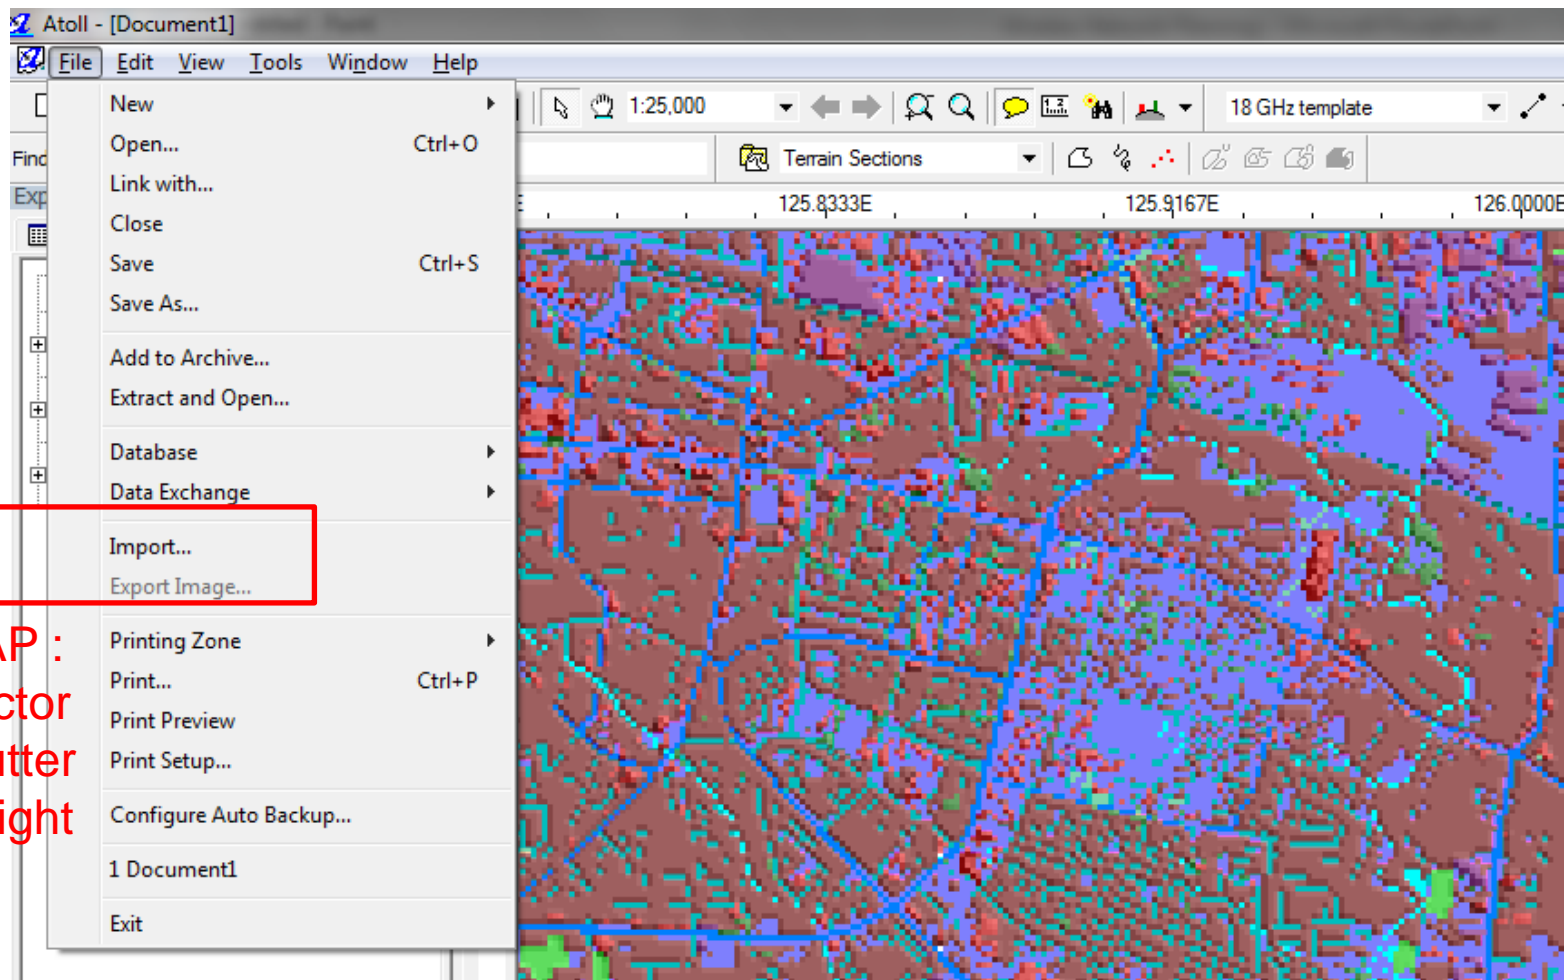 Atoll - [Document1]
File Edit View Tools Window Help
New
Open... Ctrl+O
Link with...
Close
Save Ctrl+S
Save As...
Add to Archive...
Extract and Open...
Database
Data Exchange
Import...
Export Image...
Printing Zone
Print... Ctrl+P
Print Preview
Print Setup...
Configure Auto Backup...
1 Document1
Exit
1:25,000
18 GHz template
Find
Terrain Sections
Exp
E 125.8333E 125.9167E 126.0000E
AP :
ctor
utter
ight